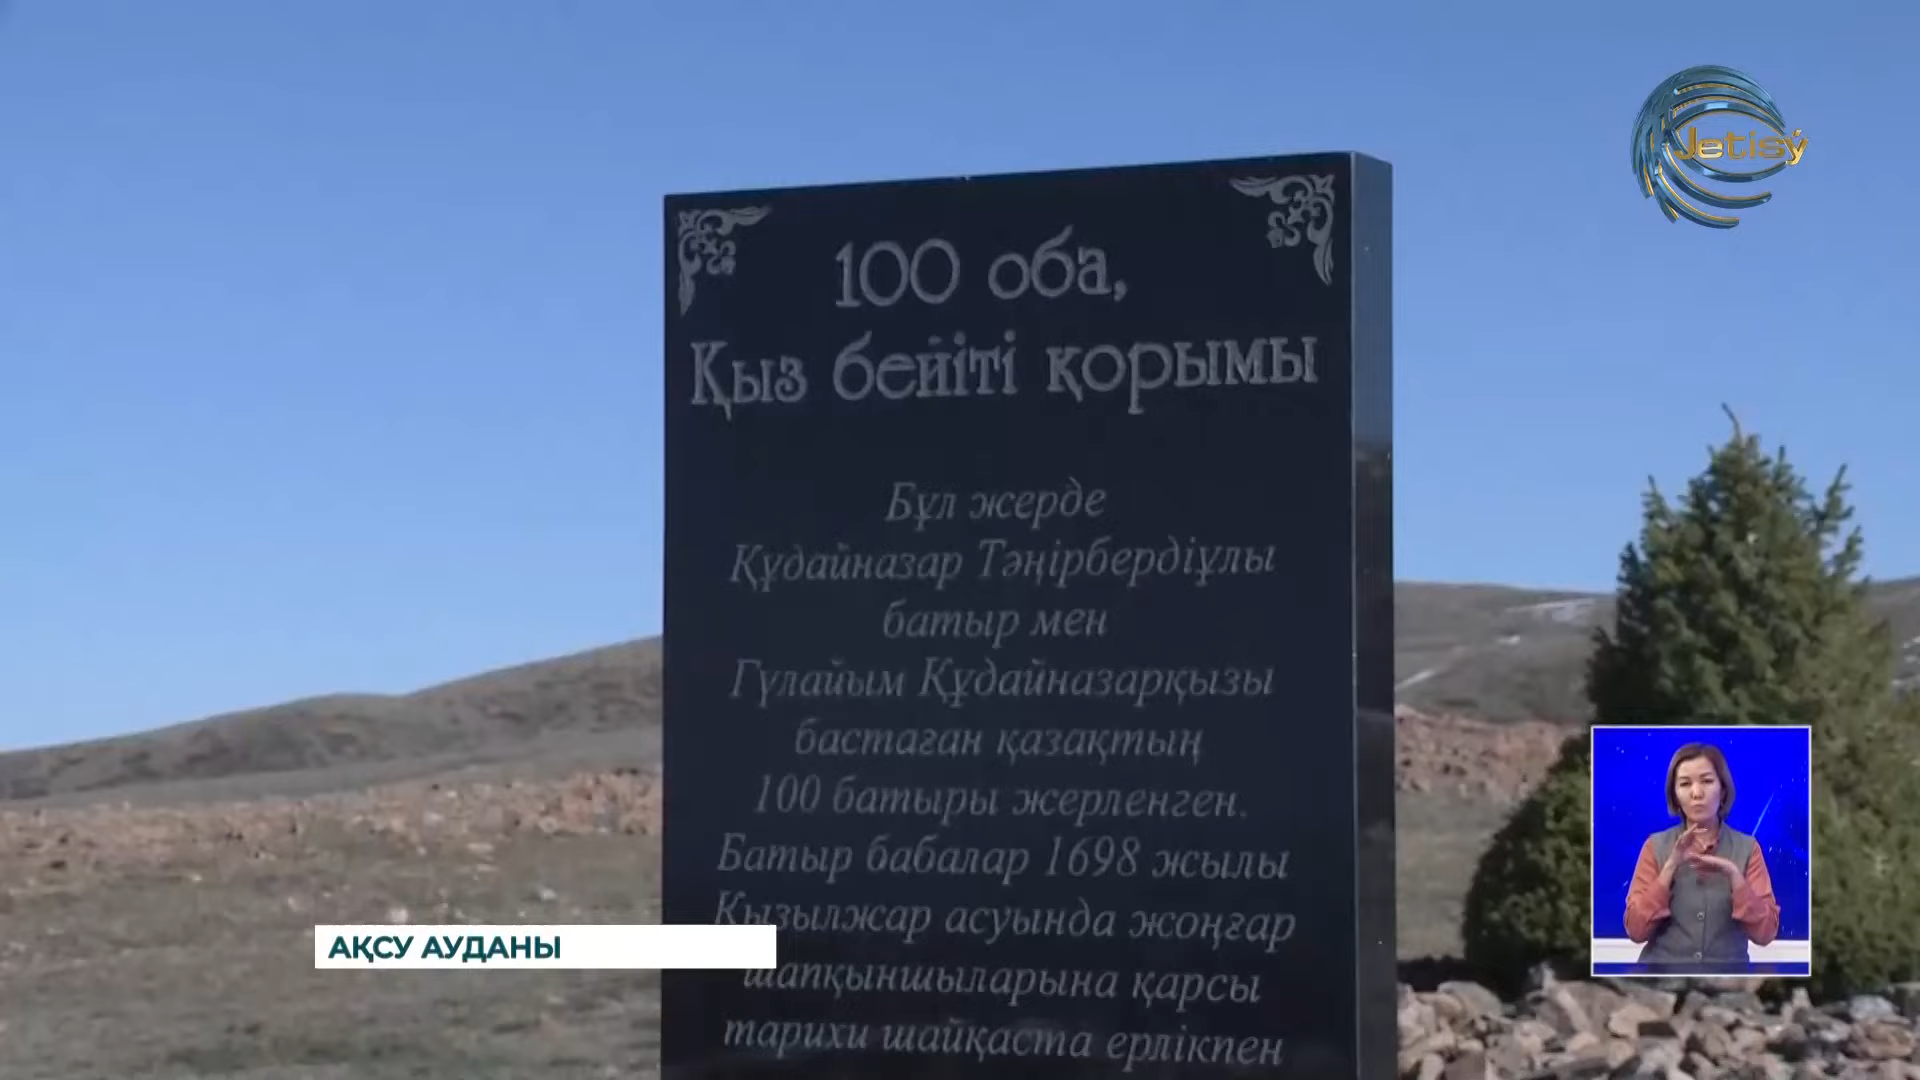 Jetisý
100 оба,
Қыз бейіті қорымы
Бұл жерде
Құдайназар Тәңірбердіұлы
батыр мен
Гүлайым Құдайназарқызы
бастаған қазақтың
100 батыры жерленген.
Батыр бабалар 1698 жылы
Қызылжар асуында жоңғар
шапқыншыларына қарсы
тарихи шайқаста ерлікпен
АҚСУ АУДАНЫ